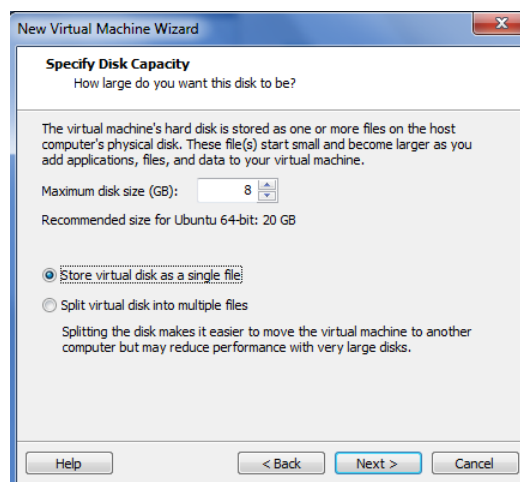 New Virtual Machine Wizard
Specify Disk Capacity
How large do you want this disk to be?
The virtual machine's hard disk is stored as one or more files on the host
computer's physical disk. These file(s) start small and become larger as you
add applications, files, and data to your virtual machine.
Maximum disk size (GB): 8
Recommended size for Ubuntu 64-bit: 20 GB
Store virtual disk as a single file
Split virtual disk into multiple files
Splitting the disk makes it easier to move the virtual machine to another
computer but may reduce performance with very large disks.
Help < Back Next > Cancel